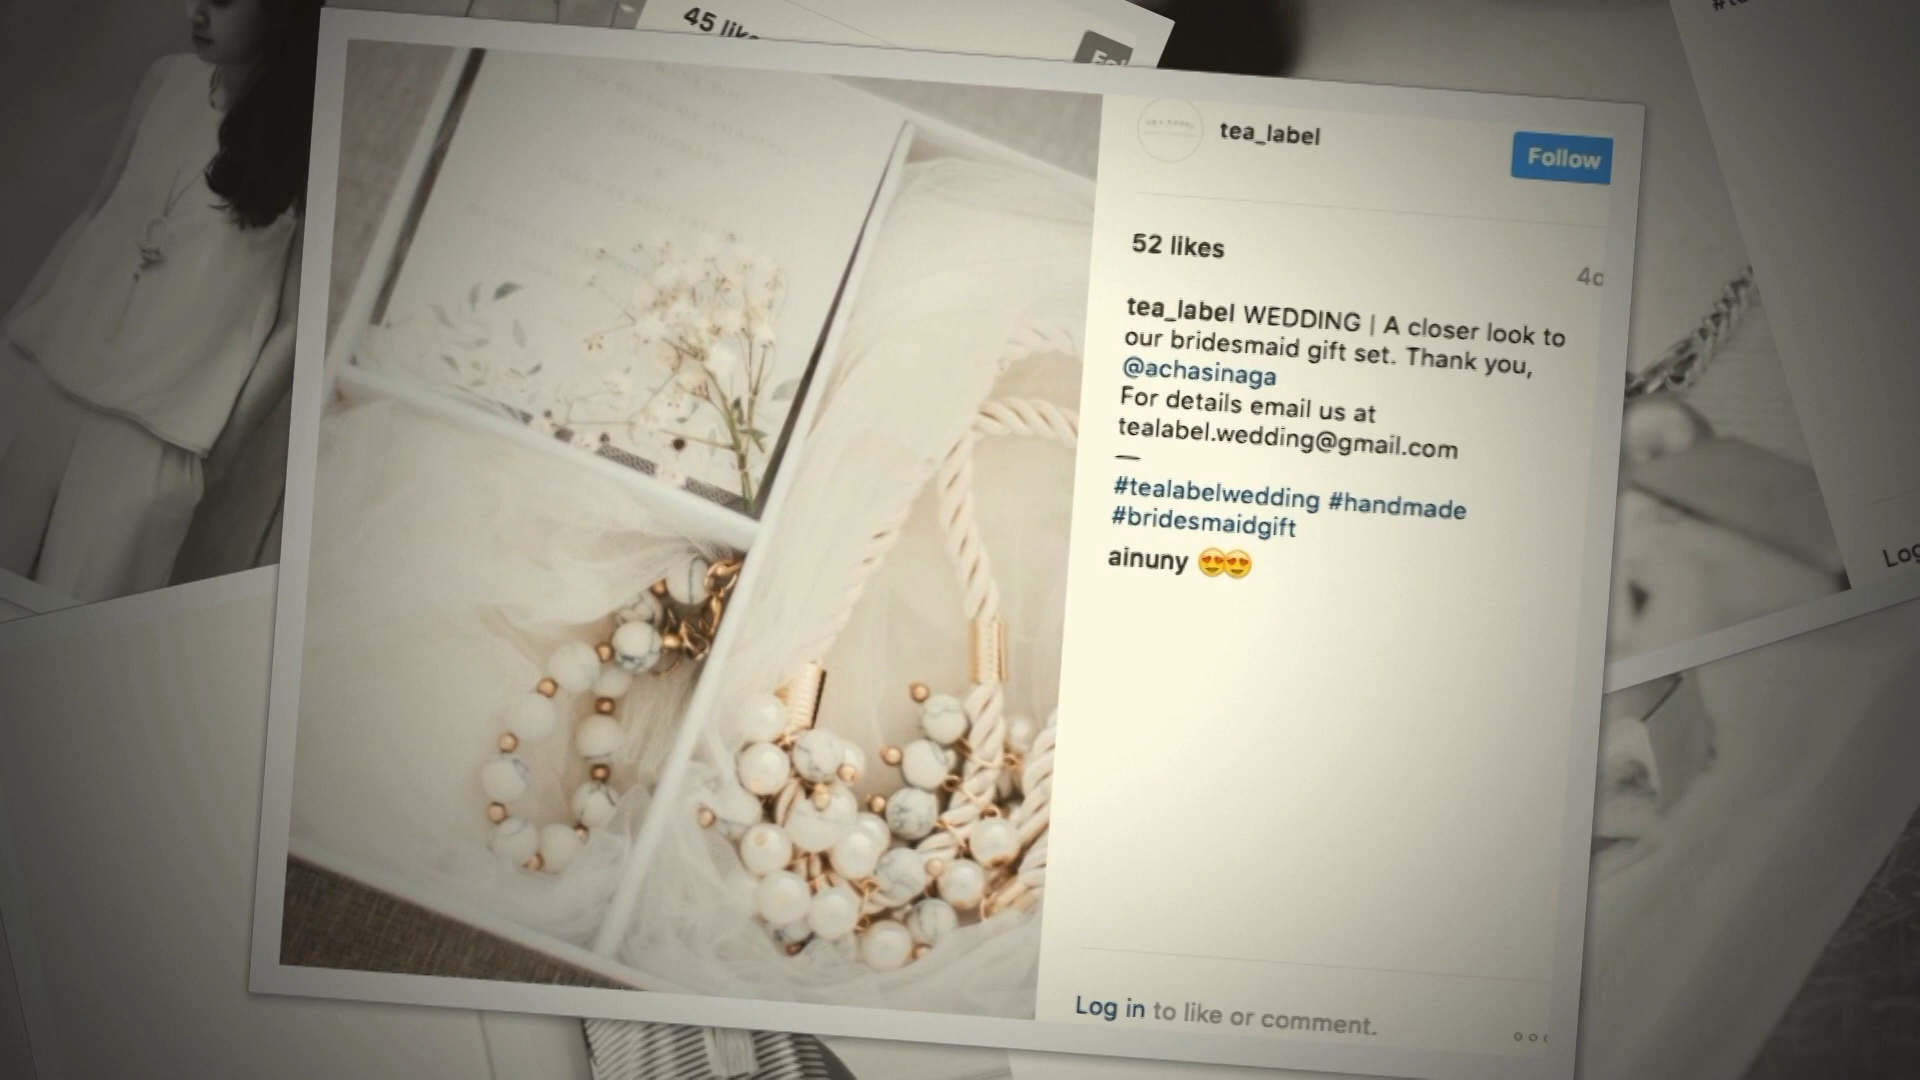 45 likes
tea_label
Follow
52 likes
tea_label WEDDING | A closer look to
our bridesmaid gift set. Thank you,
@achasinaga
For details email us at
tealabel.wedding@gmail.com
—
#tealabelwedding #handmade
#bridesmaidgift
ainuny 😍😍
Log in to like or comment.